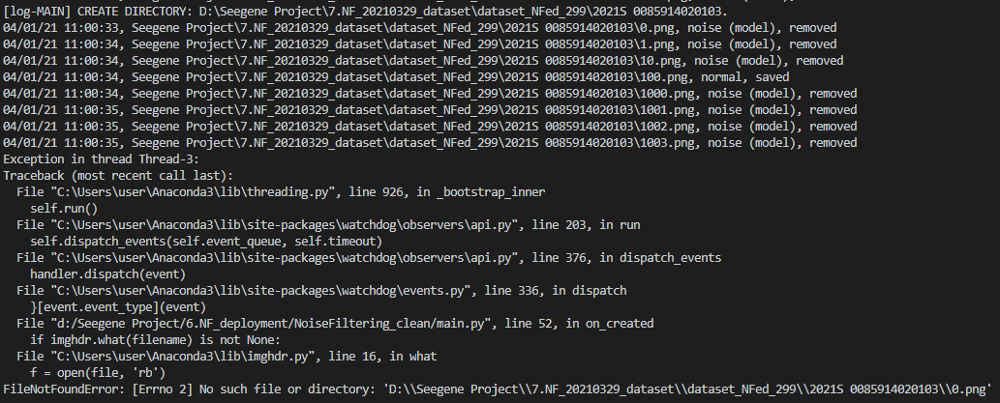 [log-MAIN] CREATE DIRECTORY: D:\Seegene Project\7.NF_20210329_dataset\dataset_NFed_299\2021S 0085914020103.
04/01/21 11:00:33, Seegene Project\7.NF_20210329_dataset\dataset_NFed_299\2021S 0085914020103\0.png, noise (model), removed
04/01/21 11:00:34, Seegene Project\7.NF_20210329_dataset\dataset_NFed_299\2021S 0085914020103\1.png, noise (model), removed
04/01/21 11:00:34, Seegene Project\7.NF_20210329_dataset\dataset_NFed_299\2021S 0085914020103\10.png, noise (model), removed
04/01/21 11:00:34, Seegene Project\7.NF_20210329_dataset\dataset_NFed_299\2021S 0085914020103\100.png, normal, saved
04/01/21 11:00:34, Seegene Project\7.NF_20210329_dataset\dataset_NFed_299\2021S 0085914020103\1000.png, noise (model), removed
04/01/21 11:00:35, Seegene Project\7.NF_20210329_dataset\dataset_NFed_299\2021S 0085914020103\1001.png, noise (model), removed
04/01/21 11:00:35, Seegene Project\7.NF_20210329_dataset\dataset_NFed_299\2021S 0085914020103\1002.png, noise (model), removed
04/01/21 11:00:35, Seegene Project\7.NF_20210329_dataset\dataset_NFed_299\2021S 0085914020103\1003.png, noise (model), removed
Exception in thread Thread-3:
Traceback (most recent call last):
  File "C:\Users\user\Anaconda3\lib\threading.py", line 926, in _bootstrap_inner
    self.run()
  File "C:\Users\user\Anaconda3\lib\site-packages\watchdog\observers\api.py", line 203, in run
    self.dispatch_events(self.event_queue, self.timeout)
  File "C:\Users\user\Anaconda3\lib\site-packages\watchdog\observers\api.py", line 376, in dispatch_events
    handler.dispatch(event)
  File "C:\Users\user\Anaconda3\lib\site-packages\watchdog\events.py", line 336, in dispatch
    }[event.event_type](event)
  File "d:/Seegene Project/6.NF_deployment/NoiseFiltering_clean/main.py", line 52, in on_created
    if imghdr.what(filename) is not None:
  File "C:\Users\user\Anaconda3\lib\imghdr.py", line 16, in what
    f = open(file, 'rb')
FileNotFoundError: [Errno 2] No such file or directory: 'D:\\Seegene Project\\7.NF_20210329_dataset\\dataset_NFed_299\\2021S 0085914020103\\0.png'